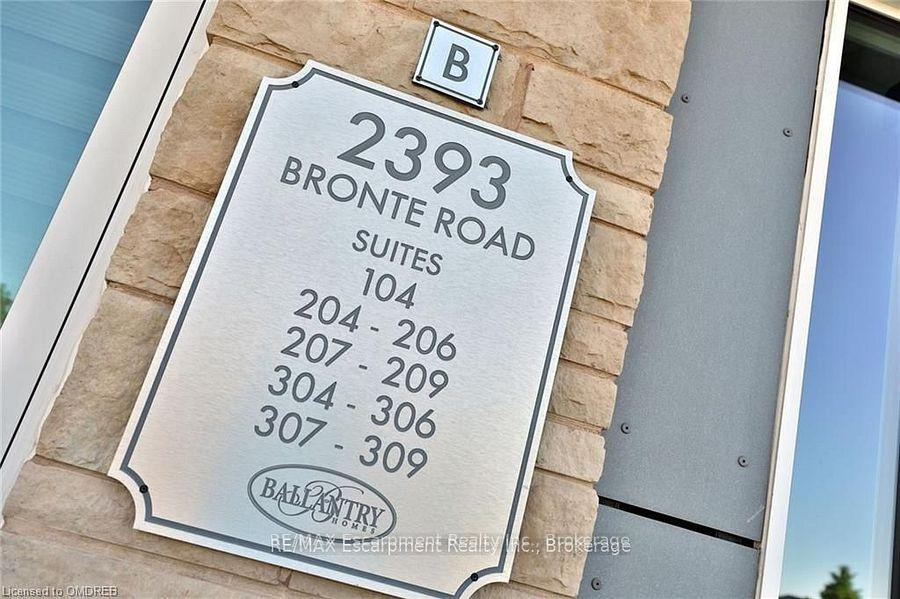 B
2393
BRONTE ROAD
SUITES
104
204 - 206
207 - 209
304 - 306
307 - 309
BALLANTRY
HOMES
RE/MAX Escarpment Realty Inc., Brokerage
Licensed to OMDREB